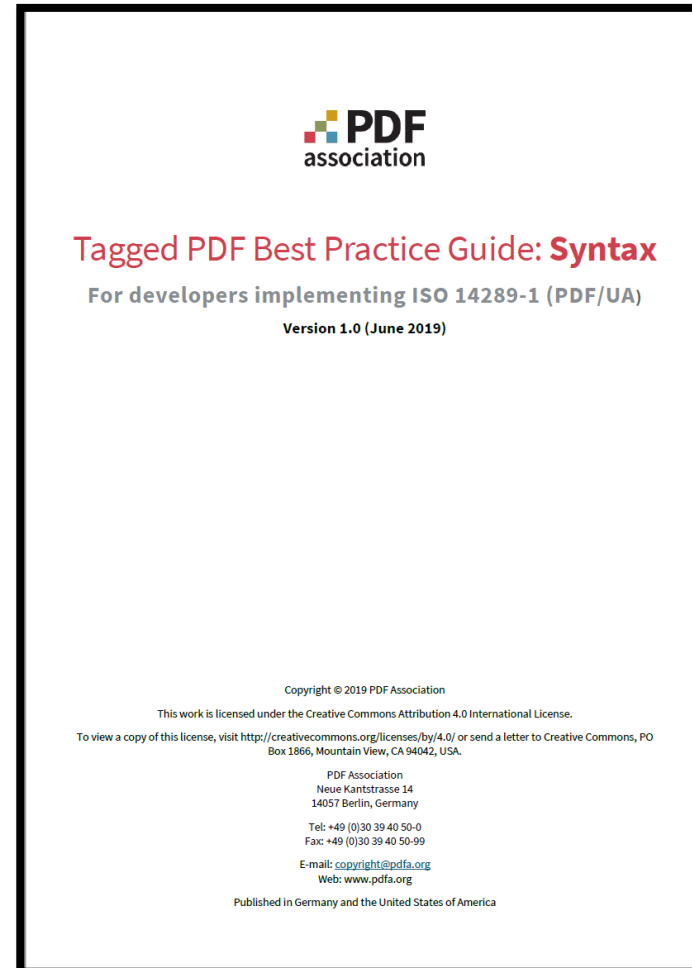 PDF
association
Tagged PDF Best Practice Guide: Syntax
For developers implementing ISO 14289-1 (PDF/UA)
Version 1.0 (June 2019)
Copyright © 2019 PDF Association
This work is licensed under the Creative Commons Attribution 4.0 International License.
To view a copy of this license, visit http://creativecommons.org/licenses/by/4.0/ or send a letter to Creative Commons, PO
Box 1866, Mountain View, CA 94042, USA.
PDF Association
Neue Kantstrasse 14
14057 Berlin, Germany
Tel: +49 (0)30 39 40 50-0
Fax: +49 (0)30 39 40 50-99
E-mail: copyright@pdfa.org
Web: www.pdfa.org
Published in Germany and the United States of America